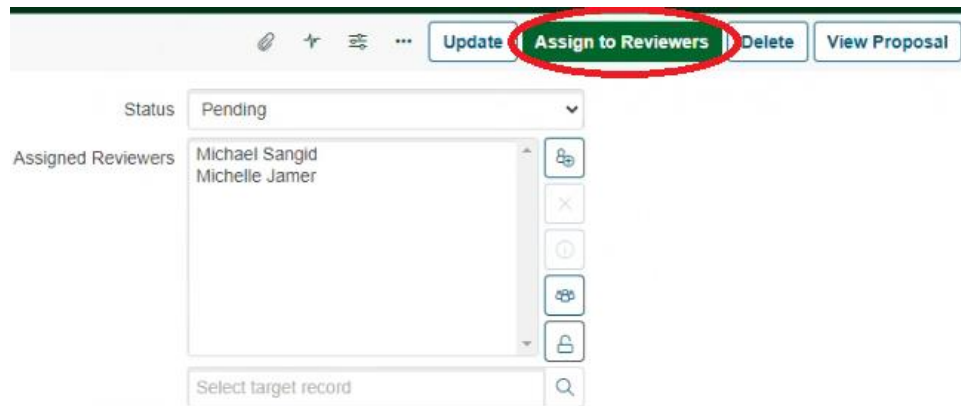 Update Assign to Reviewers Delete View Proposal
Status Pending
Assigned Reviewers Michael Sangid
Michelle Jamer
Select target record